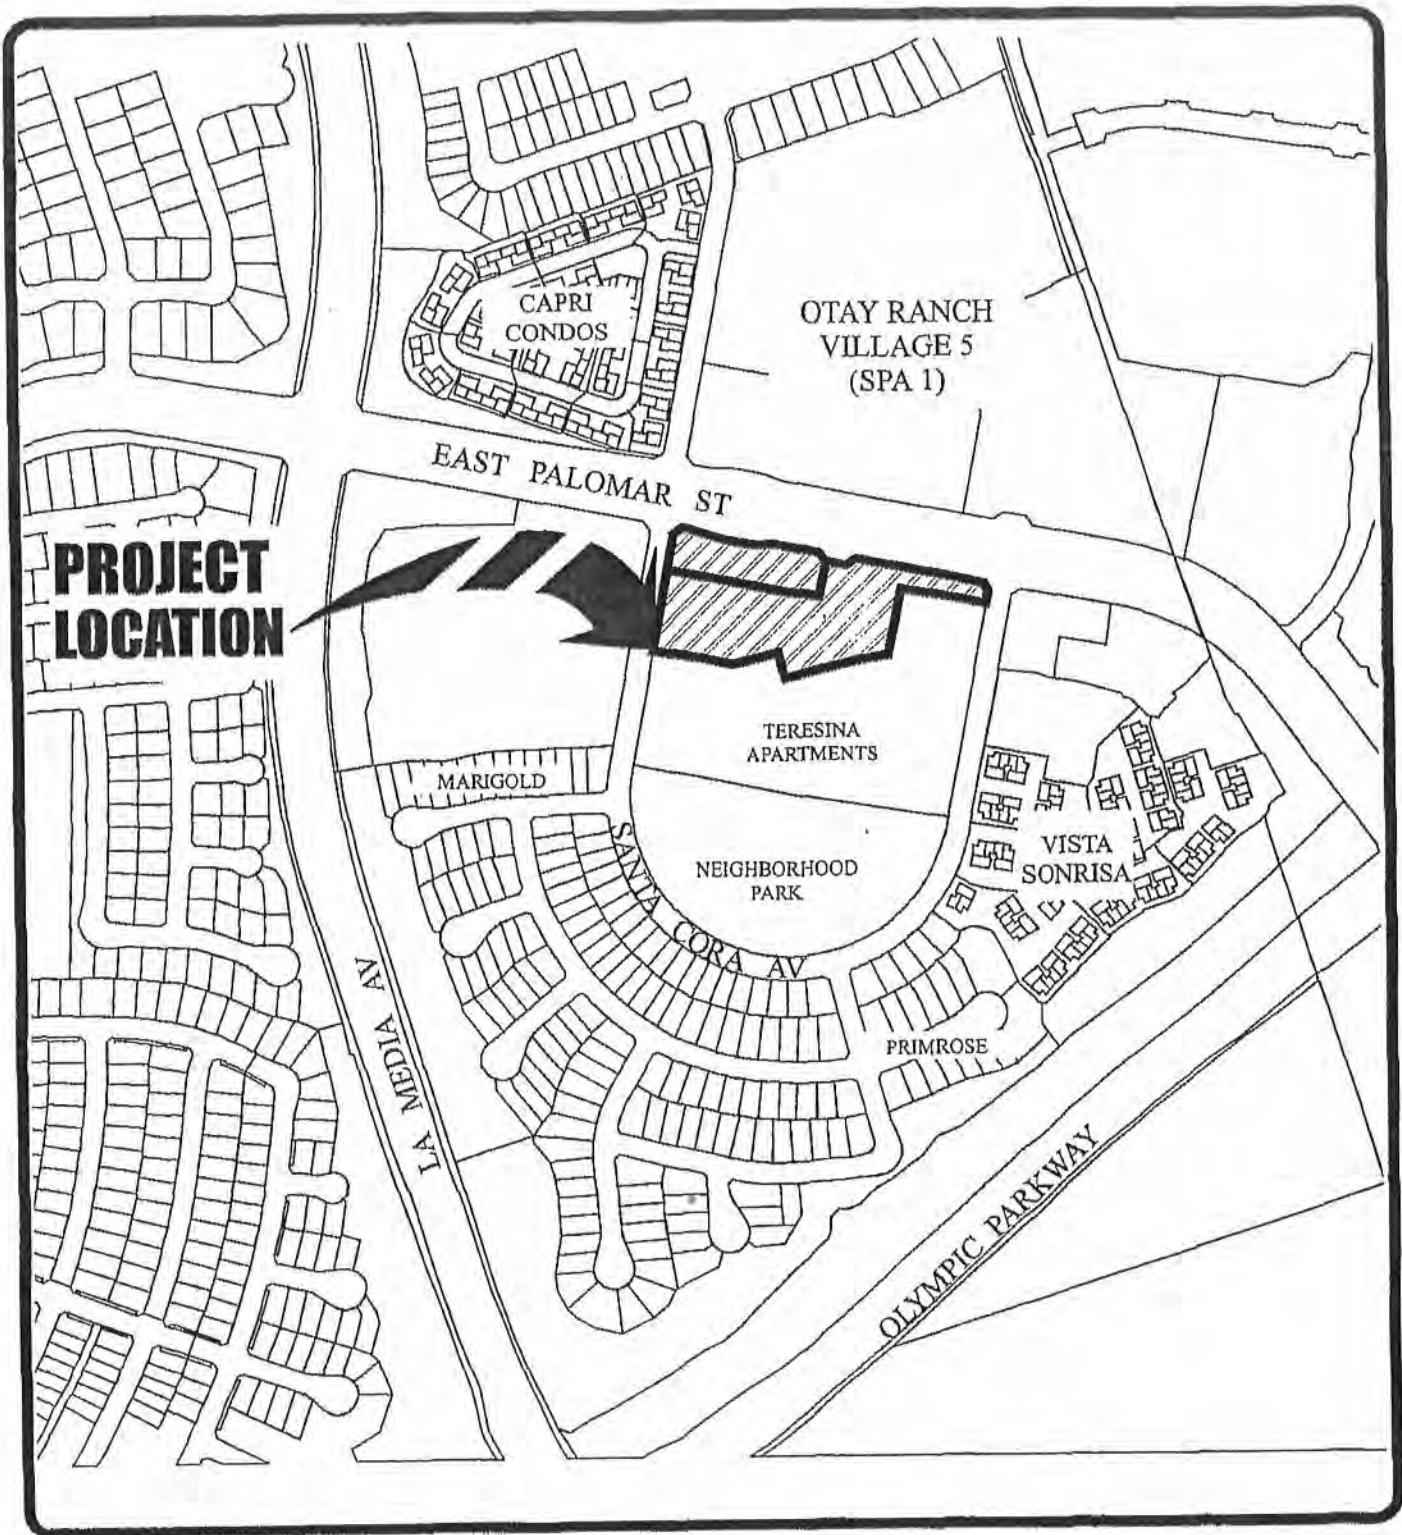 CAPRI
CONDOS
OTAY RANCH
VILLAGE 5
(SPA 1)
EAST PALOMAR ST
PROJECT
LOCATION
TERESINA
APARTMENTS
MARIGOLD
SANTA CORA AV
NEIGHBORHOOD
PARK
VISTA
SONRISA
LA MEDIA AV
PRIMROSE
OLYMPIC PARKWAY